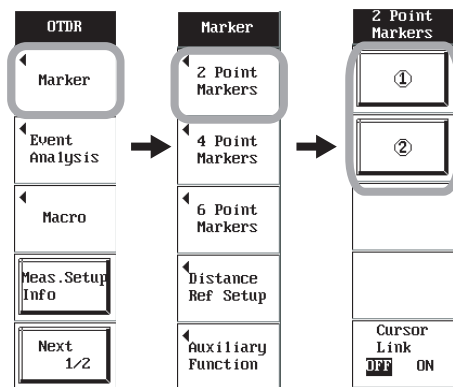 OTDR
Marker
Event
Analysis
Macro
Meas.Setup
Info
Next
1/2
Marker
2 Point
Markers
4 Point
Markers
6 Point
Markers
Distance
Ref Setup
Auxiliary
Function
2 Point
Markers
①
②
Cursor
Link
OFF ON